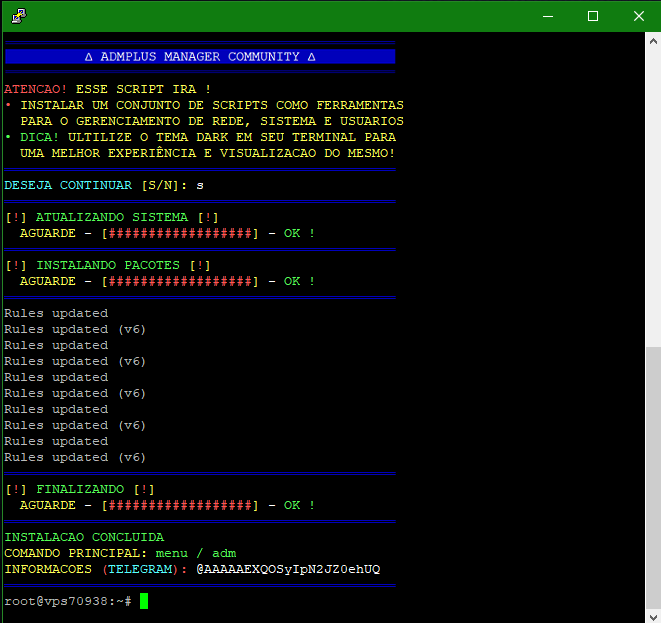 ∆ ADMPLUS MANAGER COMMUNITY ∆
ATENCAO! ESSE SCRIPT IRA !
• INSTALAR UM CONJUNTO DE SCRIPTS COMO FERRAMENTAS
PARA O GERENCIAMENTO DE REDE, SISTEMA E USUARIOS
• DICA! ULTILIZE O TEMA DARK EM SEU TERMINAL PARA
UMA MELHOR EXPERIÊNCIA E VISUALIZACAO DO MESMO!
DESEJA CONTINUAR [S/N]: s
[!] ATUALIZANDO SISTEMA [!]
AGUARDE - [##################] - OK !
[!] INSTALANDO PACOTES [!]
AGUARDE - [##################] - OK !
Rules updated
Rules updated (v6)
Rules updated
Rules updated (v6)
Rules updated
Rules updated (v6)
Rules updated
Rules updated (v6)
Rules updated
Rules updated (v6)
[!] FINALIZANDO [!]
AGUARDE - [##################] - OK !
INSTALACAO CONCLUIDA
COMANDO PRINCIPAL: menu / adm
INFORMACOES (TELEGRAM): @AAAAAEXQOSyIpN2JZ0ehUQ
root@vps70938:~#